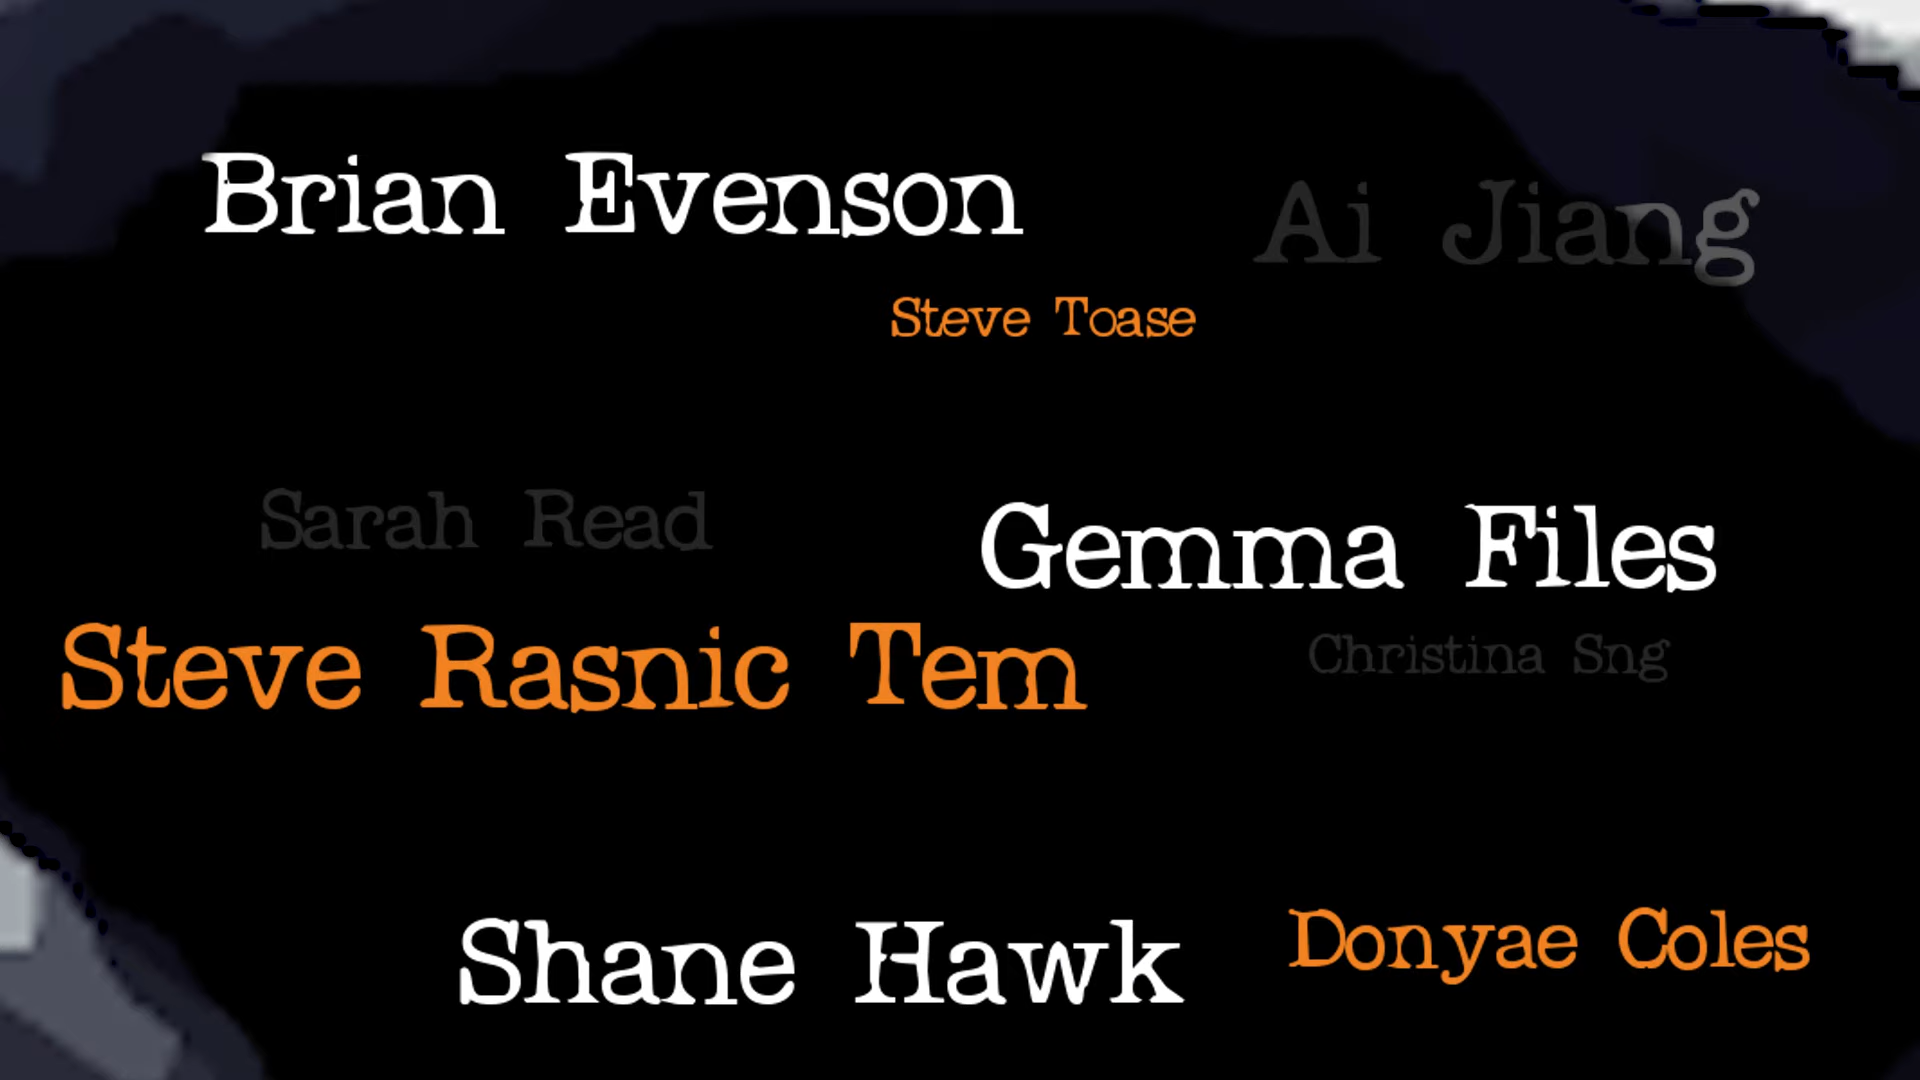 Brian Evenson
Ai Jiang
Steve Toase
Sarah Read
Gemma Files
Steve Rasnic Tem
Christina Sng
Shane Hawk
Donyae Coles